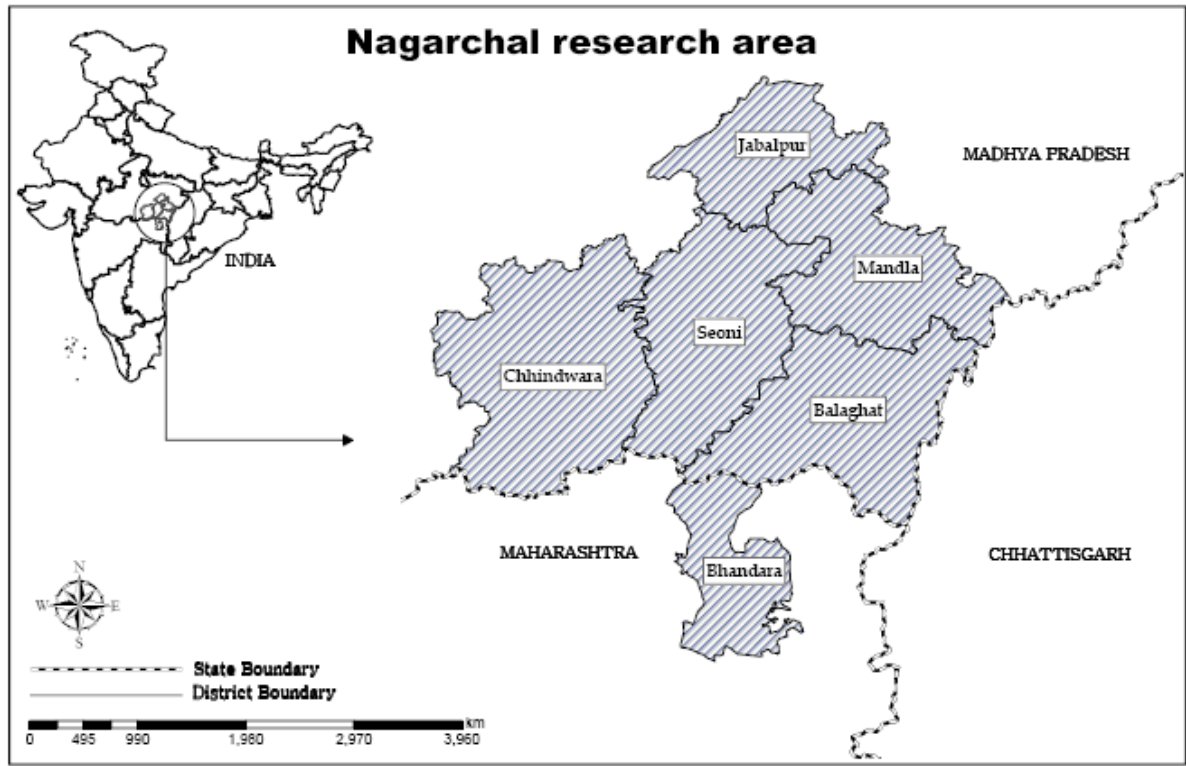 Nagarchal research area
Jabalpur
MADHYA PRADESH
INDIA
Mandla
Seoni
Chhindwara
Balaghat
MAHARASHTRA
CHHATTISGARH
Bhandara
N
W E
S
State Boundary
District Boundary
km
0 495 990 1,980 2,970 3,960